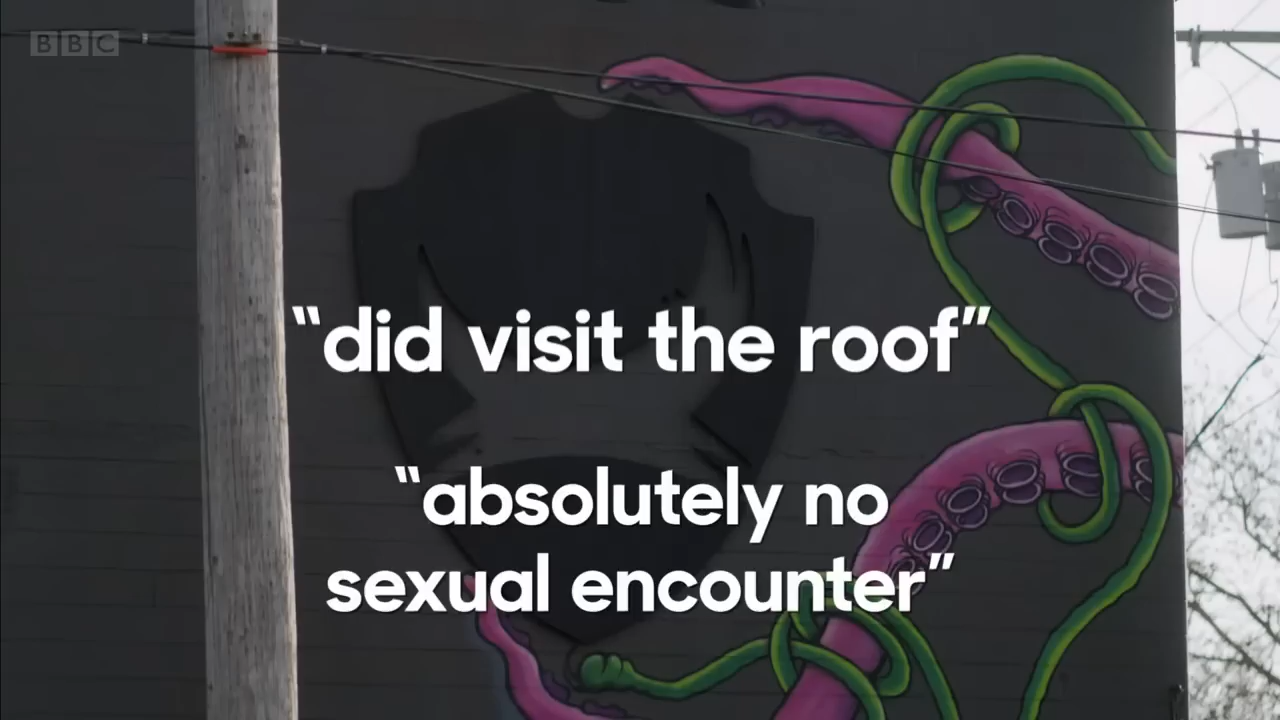 BBC
“did visit the roof”
“absolutely no
sexual encounter”